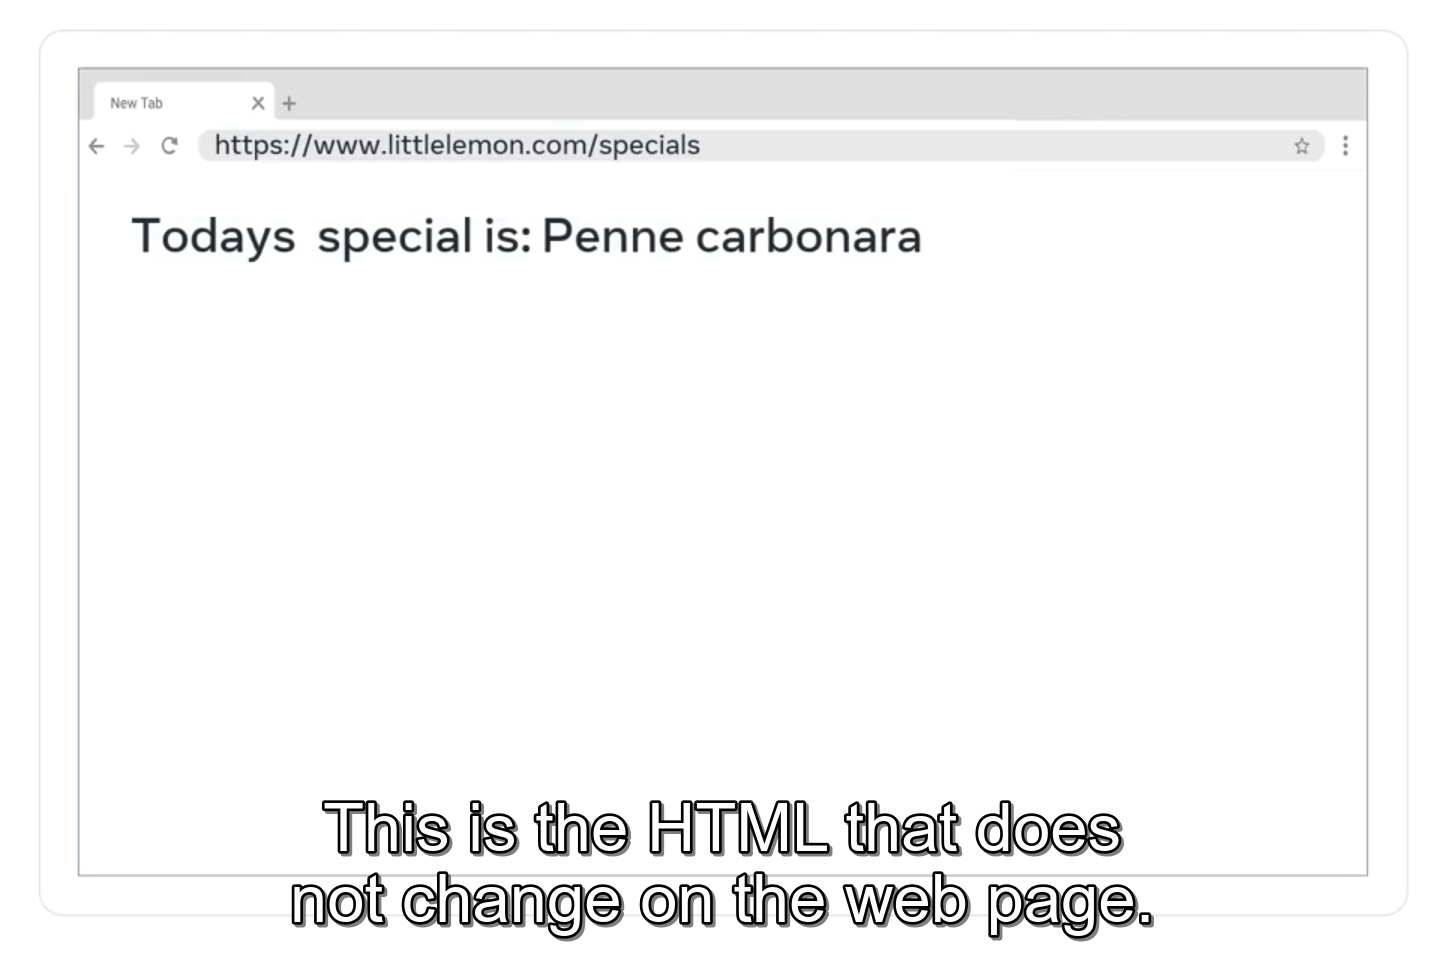 New Tab
https://www.littlelemon.com/specials
Todays special is: Penne carbonara
This is the HTML that does
not change on the web page.